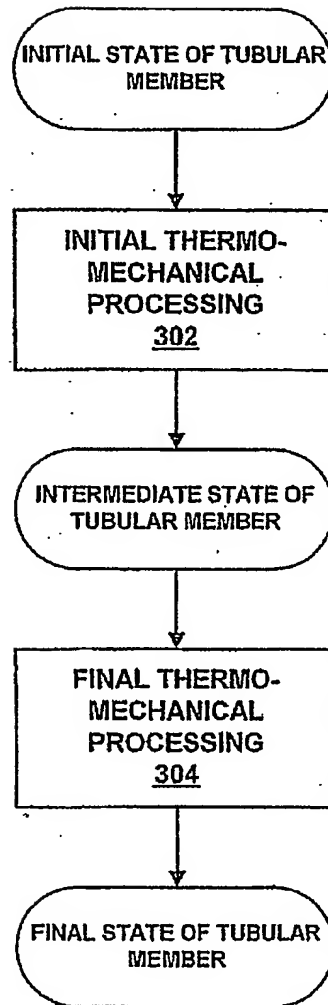 INITIAL STATE OF TUBULAR
MEMBER
INITIAL THERMO-
MECHANICAL
PROCESSING
302
INTERMEDIATE STATE OF
TUBULAR MEMBER
FINAL THERMO-
MECHANICAL
PROCESSING
304
FINAL STATE OF TUBULAR
MEMBER